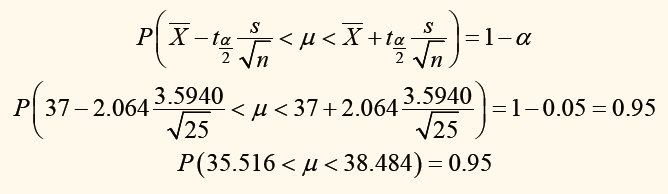 P(X̄ − t_{α/2} s/√n < μ < X̄ + t_{α/2} s/√n) = 1 − α
P(37 − 2.064 3.5940/√25 < μ < 37 + 2.064 3.5940/√25) = 1 − 0.05 = 0.95
P(35.516 < μ < 38.484) = 0.95